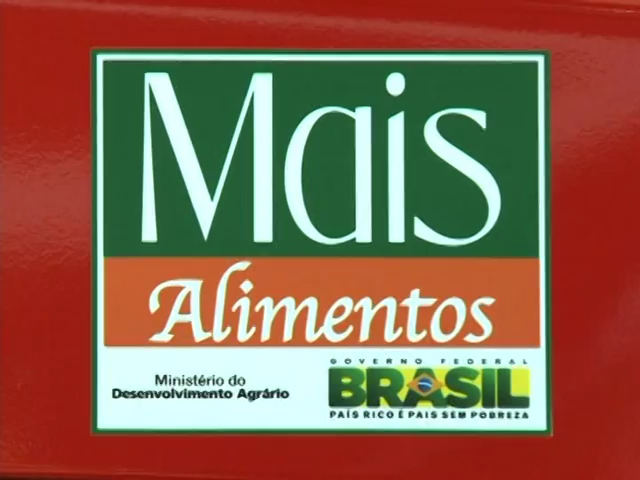 Mais
Alimentos
Ministério do
Desenvolvimento Agrário
GOVERNO FEDERAL
BRASIL
PAÍS RICO É PAÍS SEM POBREZA